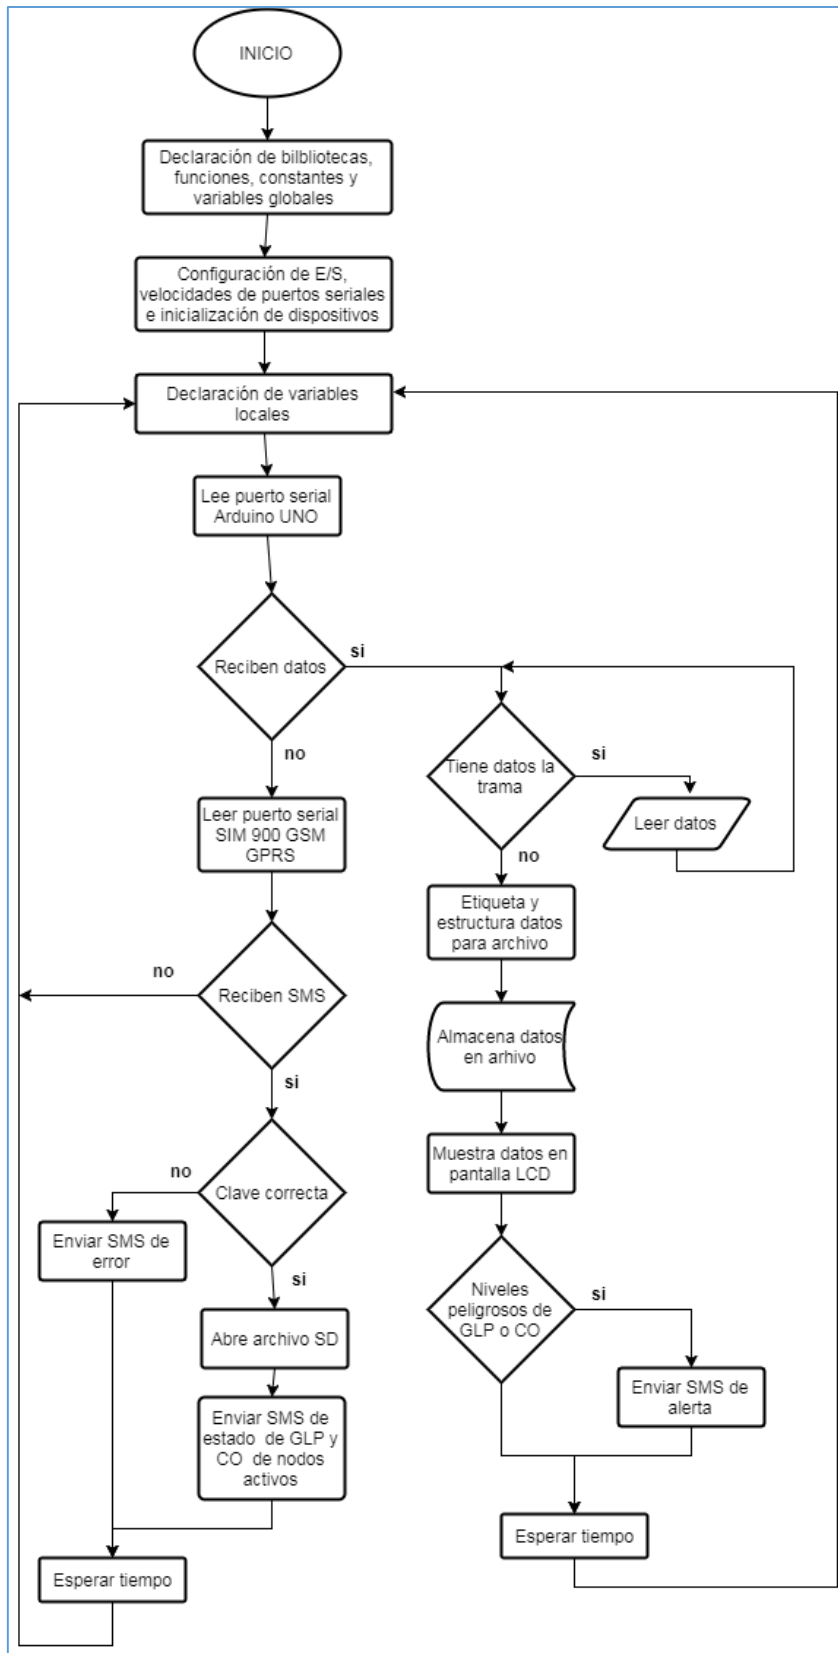 INICIO
Declaración de bilbliotecas,
funciones, constantes y
variables globales
Configuración de E/S,
velocidades de puertos seriales
e inicialización de dispositivos
Declaración de variables
locales
Lee puerto serial
Arduino UNO
Reciben datos
si
no
Tiene datos la
trama
si
Leer datos
no
Leer puerto serial
SIM 900 GSM
GPRS
Etiqueta y
estructura datos
para archivo
Reciben SMS
no
si
Almacena datos
en arhivo
Muestra datos en
pantalla LCD
Clave correcta
no
si
Enviar SMS de
error
Niveles
peligrosos de
GLP o CO
si
Abre archivo SD
Enviar SMS de
alerta
Enviar SMS de
estado de GLP y
CO de nodos
activos
Esperar tiempo
Esperar tiempo